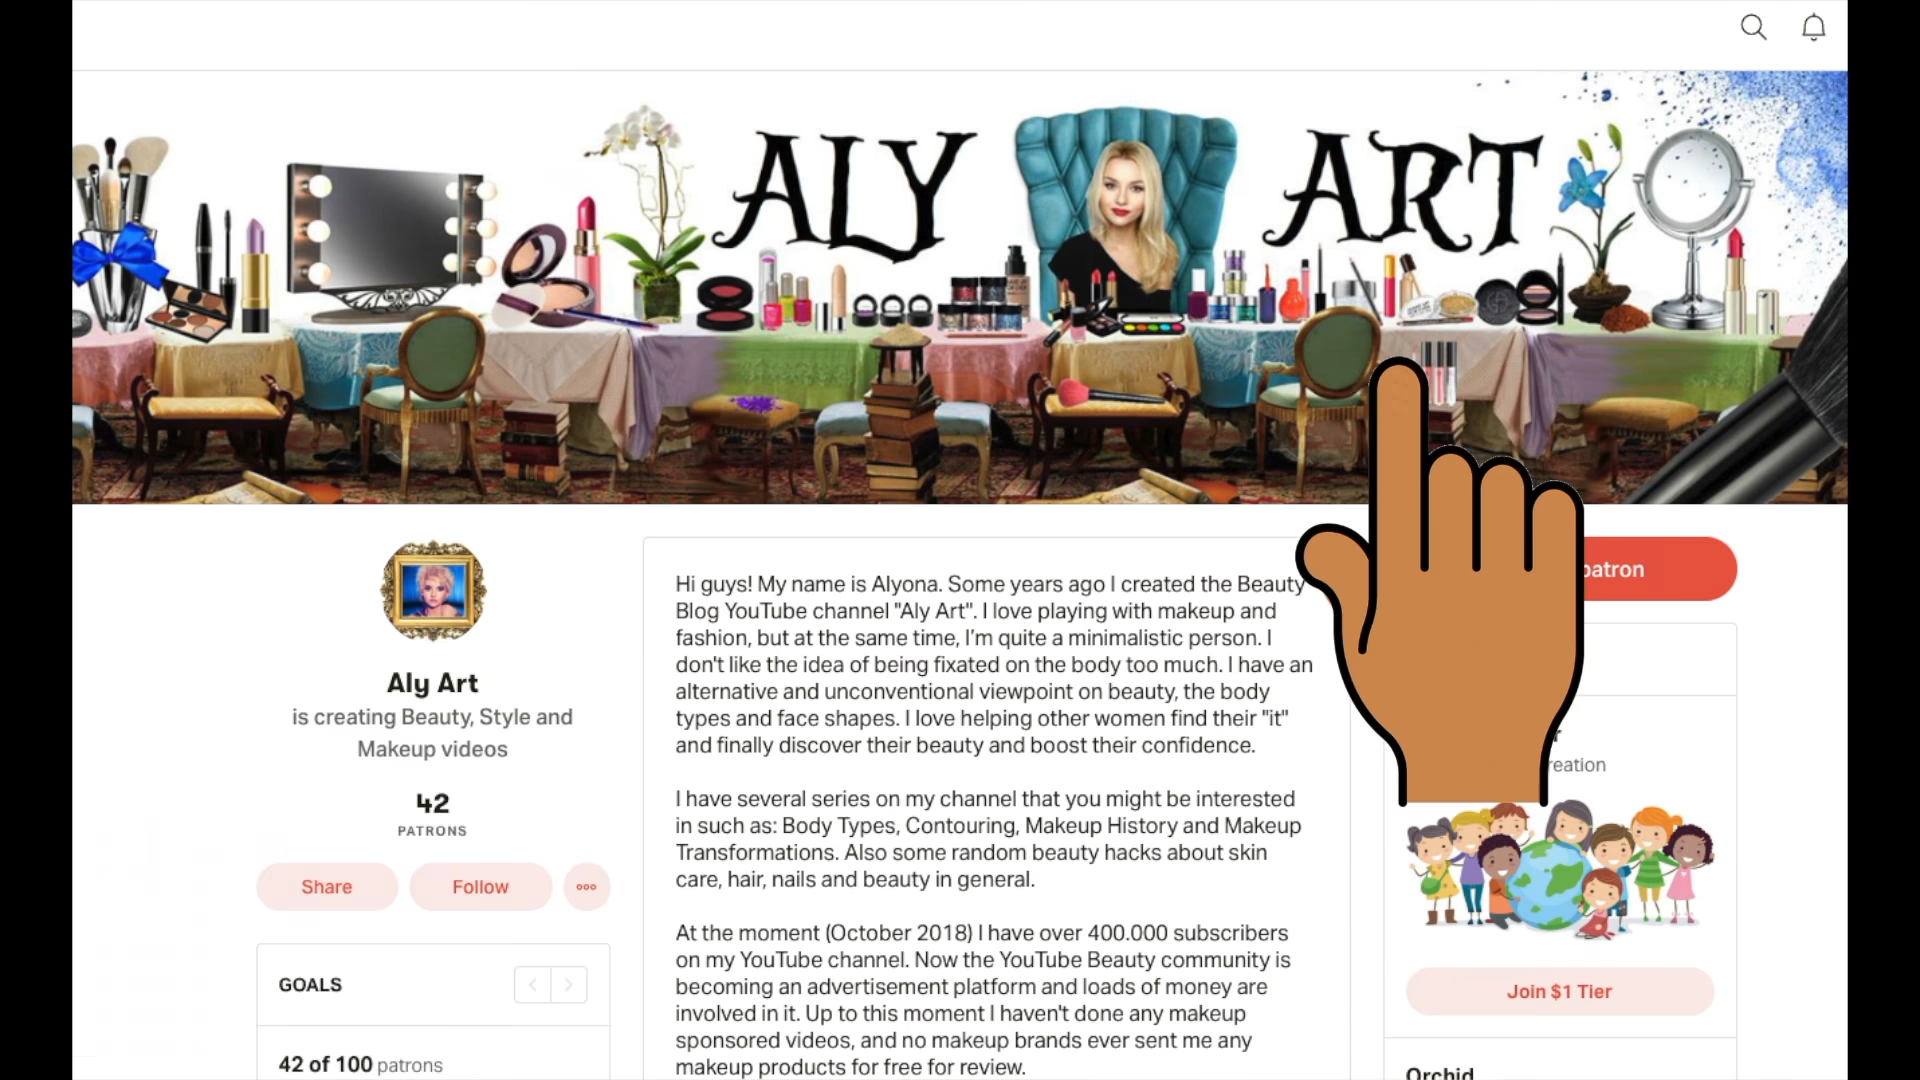 ALY ART
Aly Art
is creating Beauty, Style and
Makeup videos
42
PATRONS
Share
Follow
GOALS
42 of 100 patrons
Hi guys! My name is Alyona. Some years ago I created the Beauty
Blog YouTube channel "Aly Art". I love playing with makeup and
fashion, but at the same time, I'm quite a minimalistic person. I
don't like the idea of being fixated on the body too much. I have an
alternative and unconventional viewpoint on beauty, the body
types and face shapes. I love helping other women find their "it"
and finally discover their beauty and boost their confidence.
I have several series on my channel that you might be interested
in such as: Body Types, Contouring, Makeup History and Makeup
Transformations. Also some random beauty hacks about skin
care, hair, nails and beauty in general.
At the moment (October 2018) I have over 400.000 subscribers
on my YouTube channel. Now the YouTube Beauty community is
becoming an advertisement platform and loads of money are
involved in it. Up to this moment I haven't done any makeup
sponsored videos, and no makeup brands ever sent me any
makeup products for free for review.
patron
Join $1 Tier
Orchid